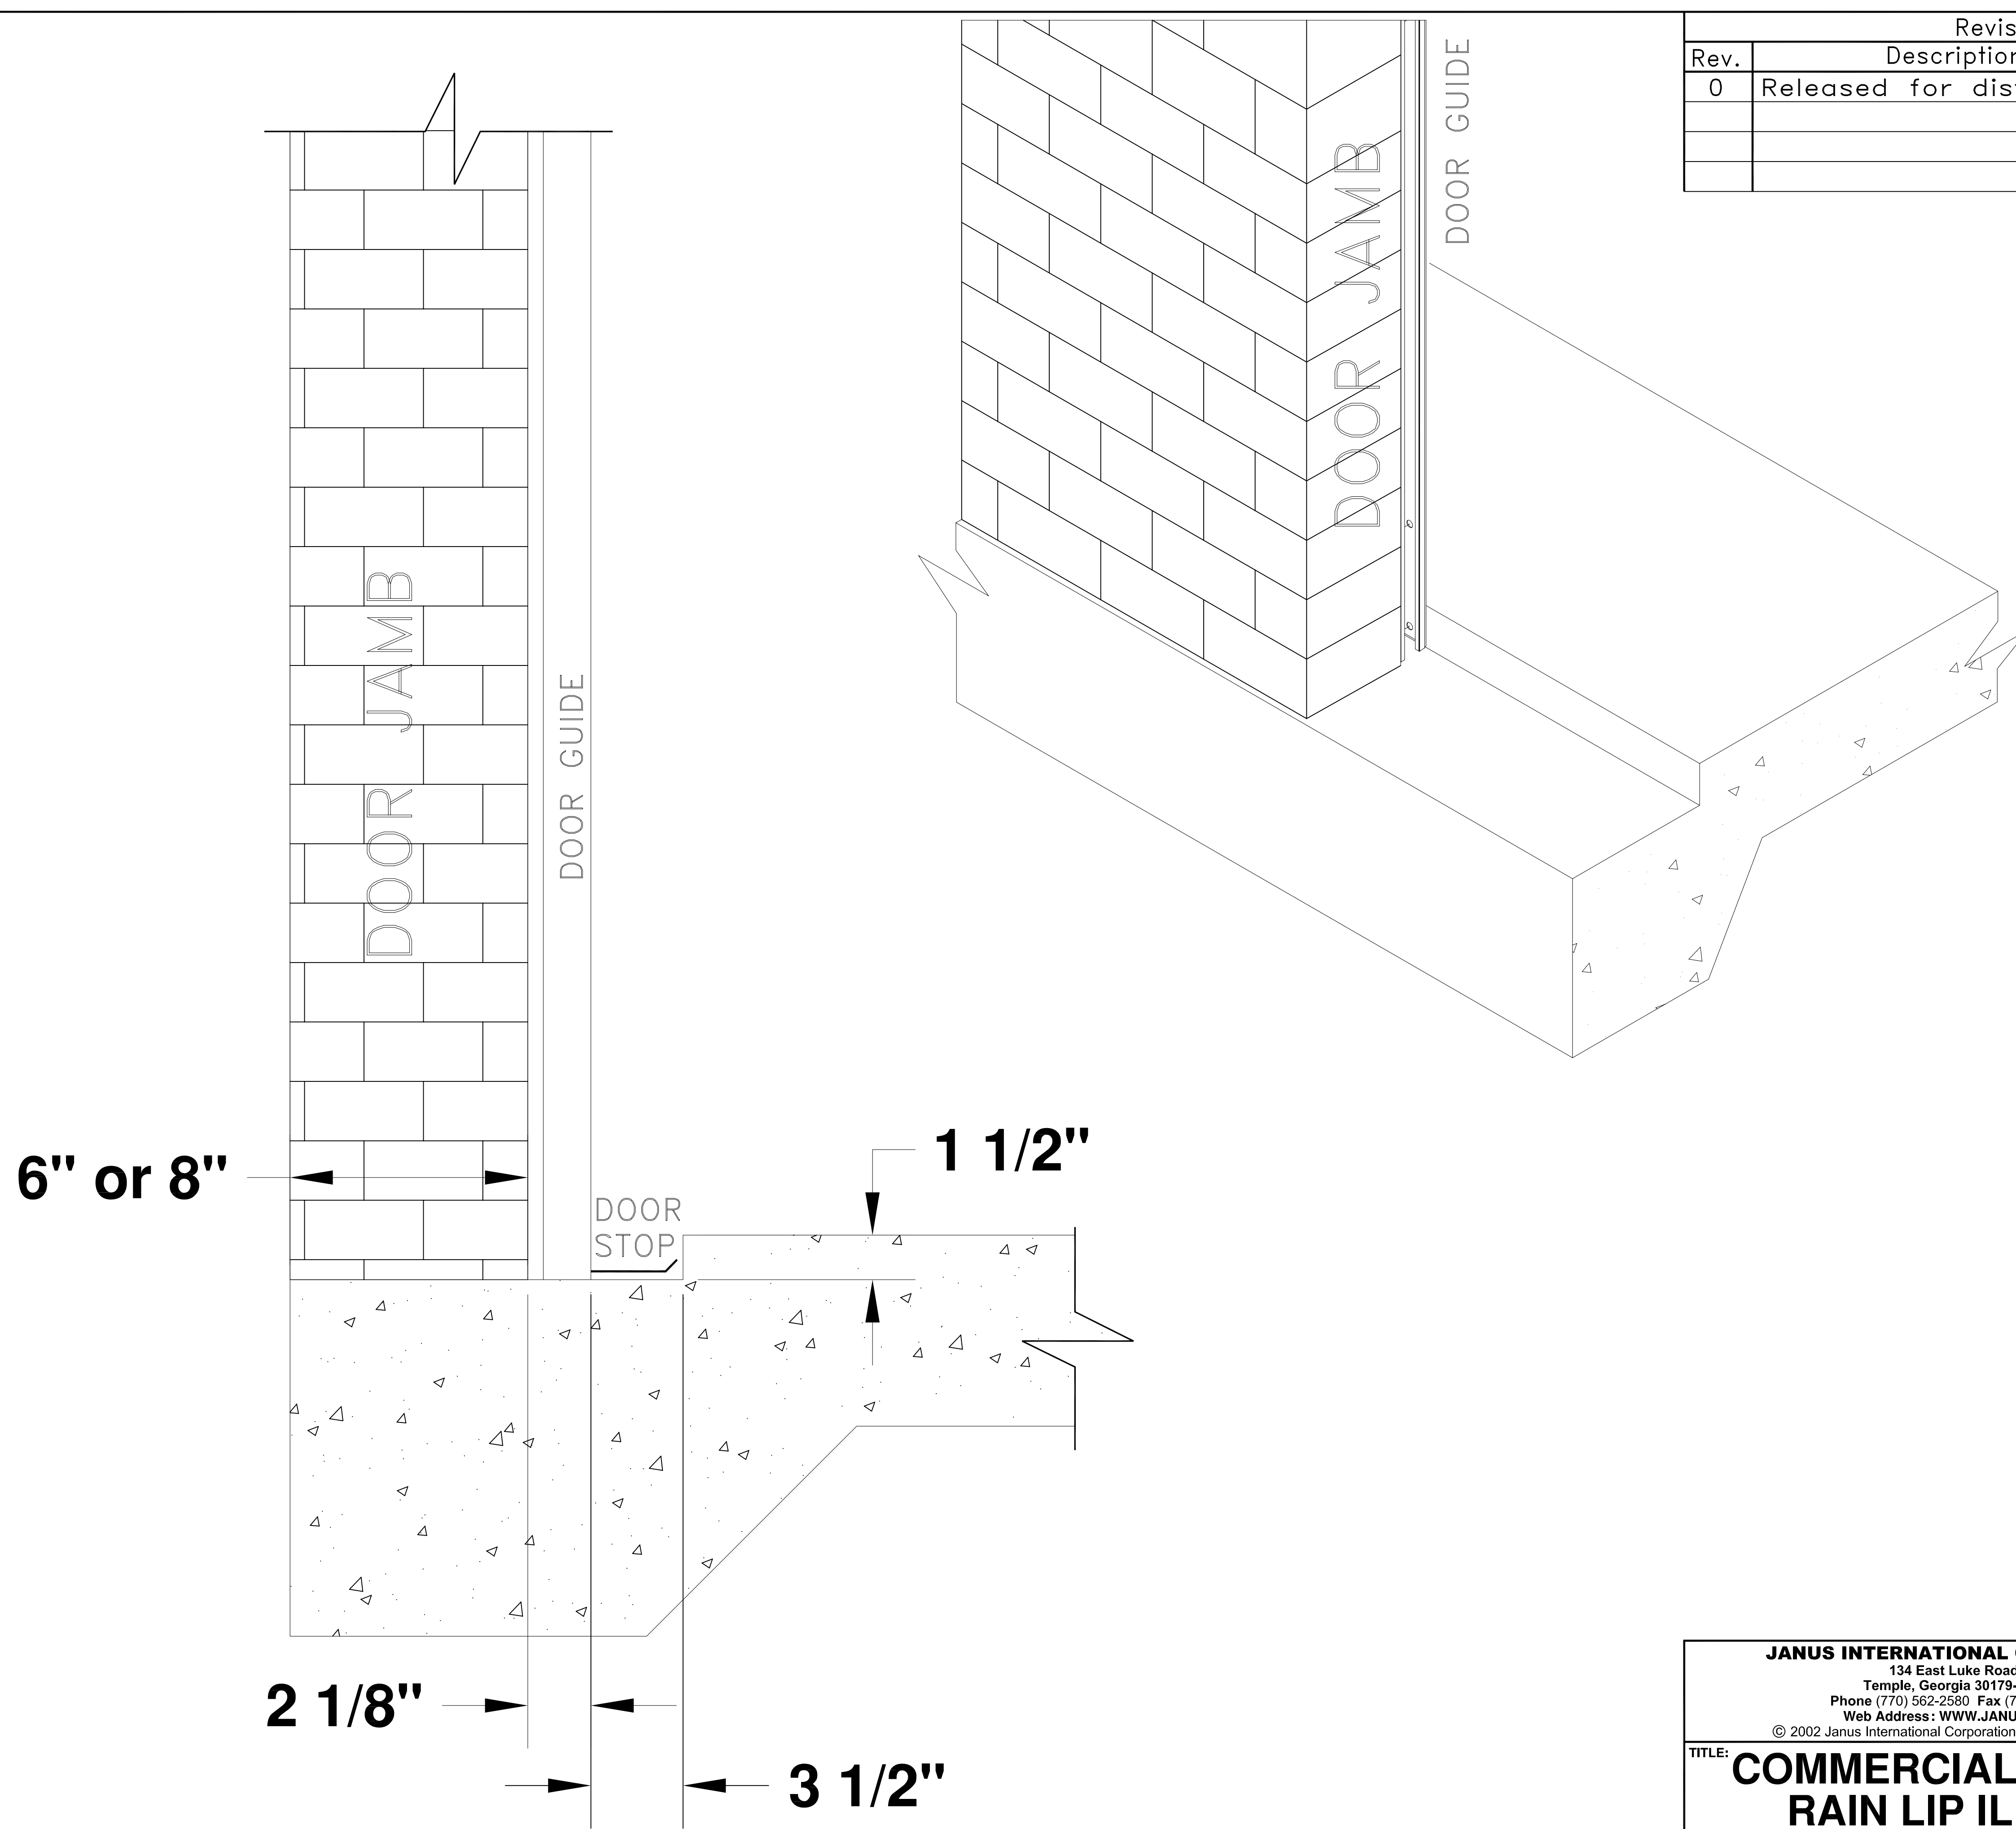 Revis
Rev. Description
0 Released for dis
DOOR JAMB
DOOR GUIDE
DOOR JAMB
DOOR GUIDE
6" or 8"
1 1/2"
DOOR
STOP
2 1/8"
3 1/2"
JANUS INTERNATIONAL
134 East Luke Road
Temple, Georgia 30179-
Phone (770) 562-2580 Fax (7
Web Address: WWW.JANU
© 2002 Janus International Corporation
TITLE: COMMERCIAL
RAIN LIP IL